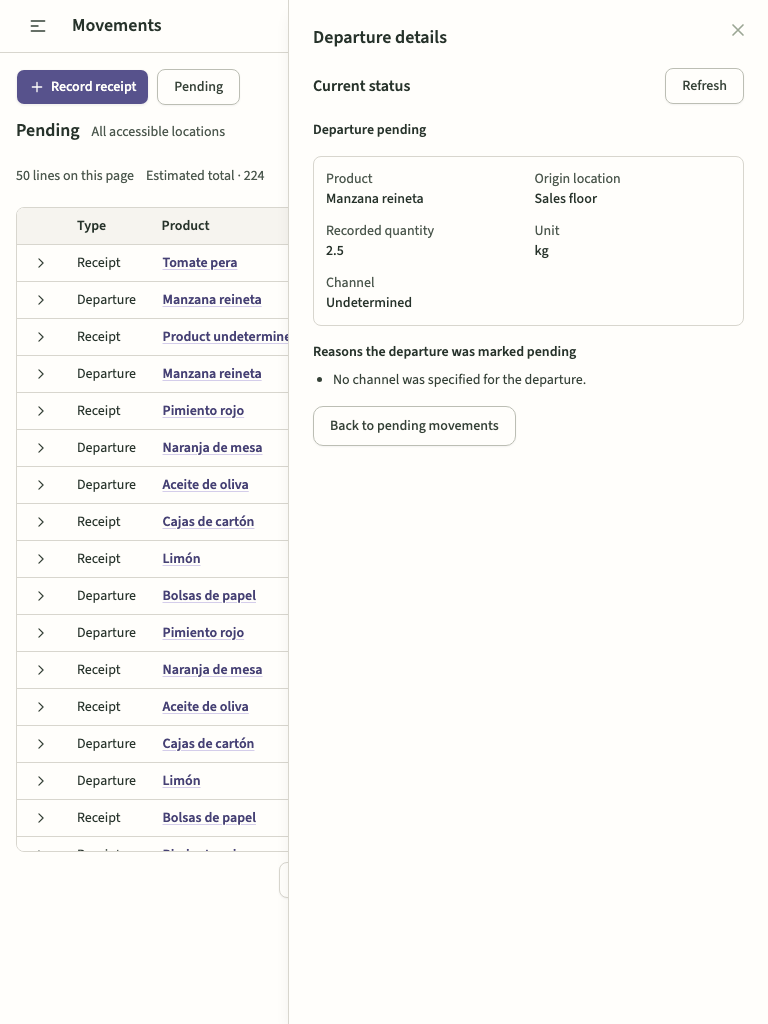 Movements
Record receipt
Pending
Pending All accessible locations
50 lines on this page Estimated total · 224
Type Product
Receipt Tomate pera
Departure Manzana reineta
Receipt Product undetermine
Departure Manzana reineta
Receipt Pimiento rojo
Departure Naranja de mesa
Departure Aceite de oliva
Receipt Cajas de cartón
Receipt Limón
Departure Bolsas de papel
Departure Pimiento rojo
Receipt Naranja de mesa
Receipt Aceite de oliva
Departure Cajas de cartón
Departure Limón
Receipt Bolsas de papel
Departure details
Current status
Refresh
Departure pending
Product
Manzana reineta
Origin location
Sales floor
Recorded quantity
2.5
Unit
kg
Channel
Undetermined
Reasons the departure was marked pending
No channel was specified for the departure.
Back to pending movements